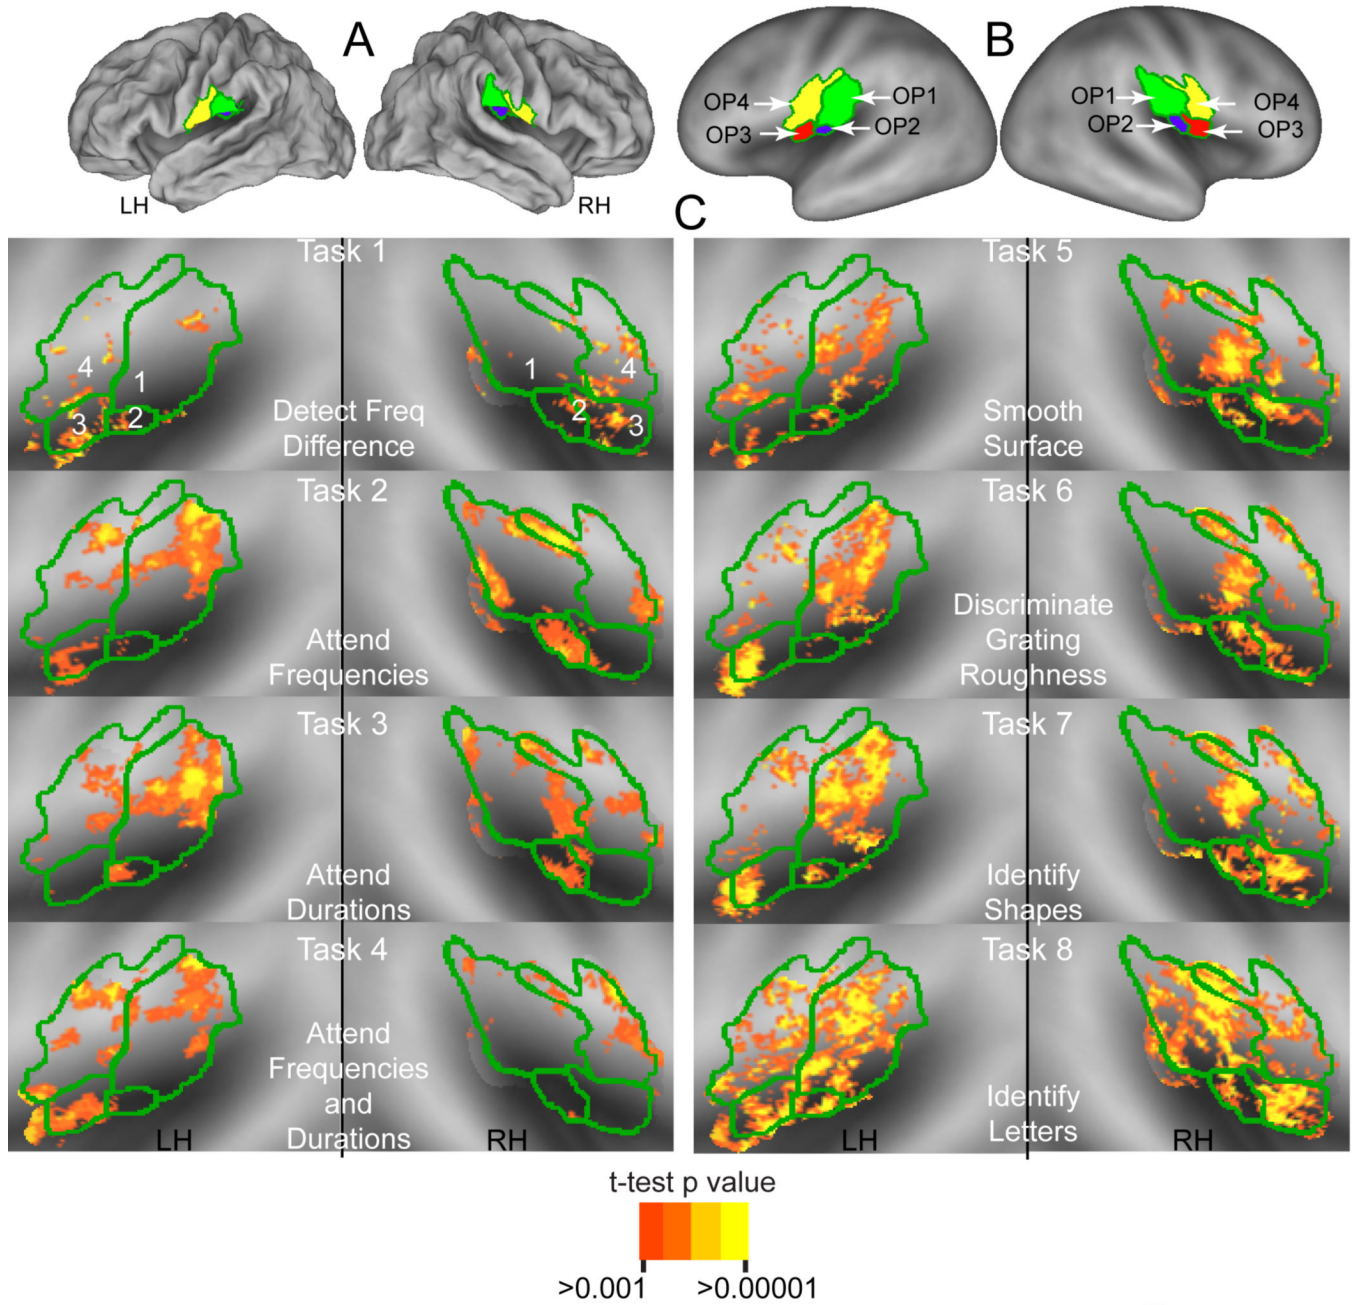 A
B
LH
RH
OP4
OP3
OP1
OP2
OP1
OP2
OP4
OP3
C
Task 1
4
1
3
2
1
4
2
3
Detect Freq
Difference
Task 2
Attend
Frequencies
Task 3
Attend
Durations
Task 4
Attend
Frequencies
and
Durations
LH
RH
Task 5
Smooth
Surface
Task 6
Discriminate
Grating
Roughness
Task 7
Identify
Shapes
Task 8
Identify
Letters
LH
RH
t-test p value
>0.001
>0.00001